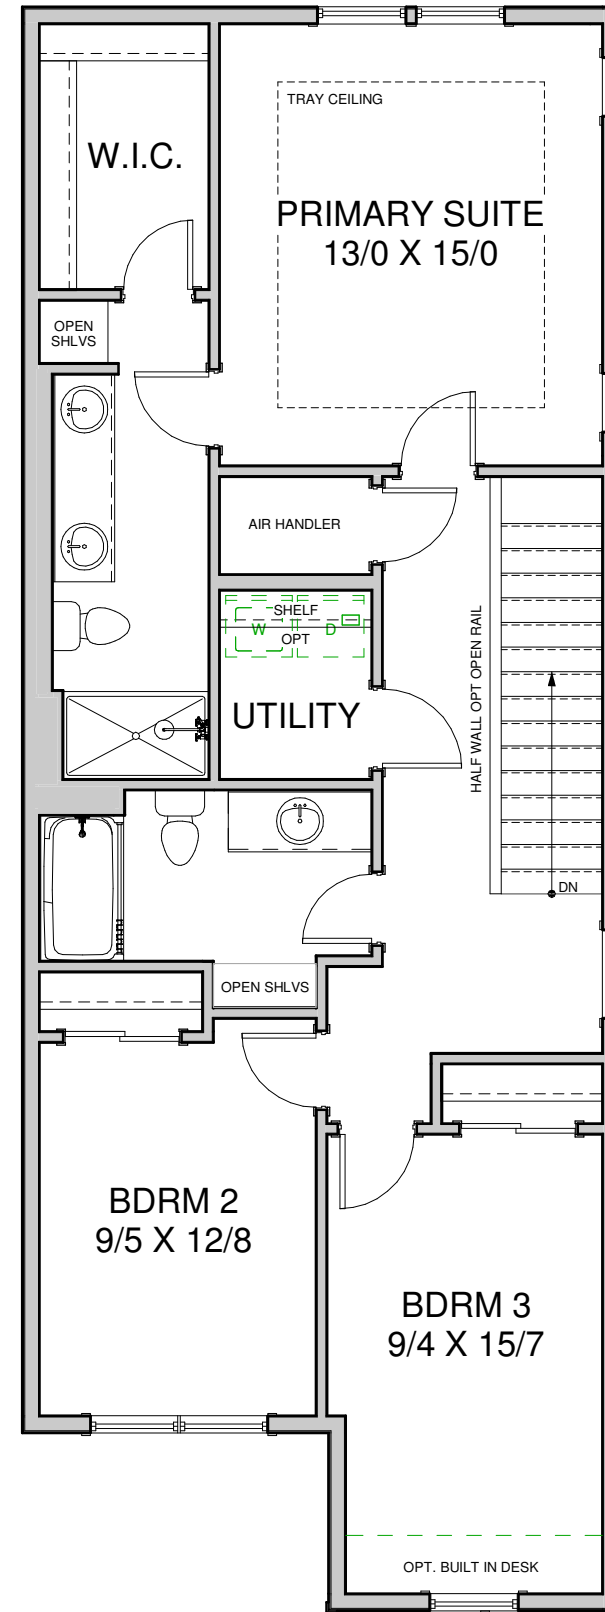 TRAY CEILING
W.I.C.
PRIMARY SUITE
13/0 X 15/0
OPEN
SHLVS
AIR HANDLER
SHELF
W
D
OPT
UTILITY
HALF WALL OPT OPEN RAIL
DN
OPEN SHLVS
BDRM 2
9/5 X 12/8
BDRM 3
9/4 X 15/7
OPT. BUILT IN DESK